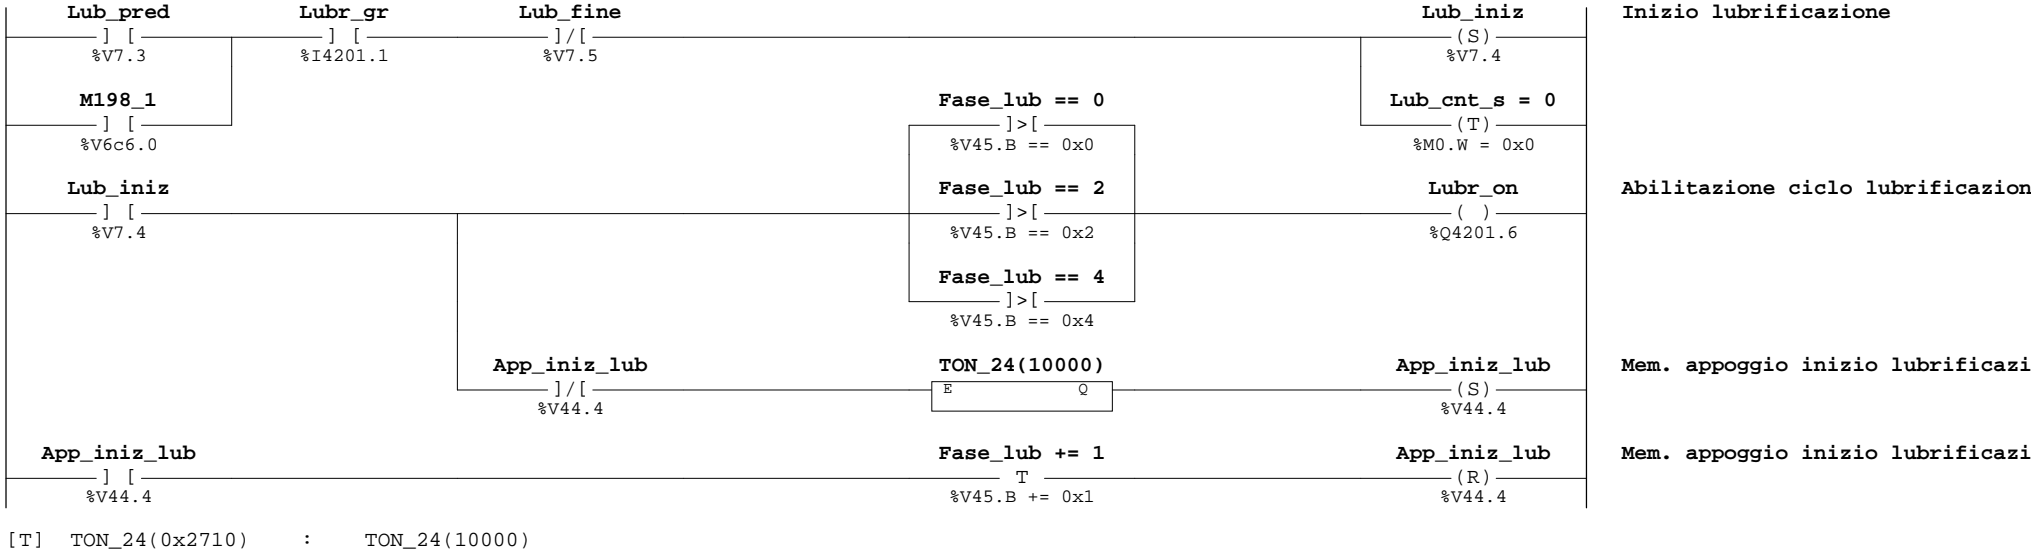 Lub_pred Lubr_gr Lub_fine Lub_iniz Inizio lubrificazione
] [ ] [ ]/[ (S)
%V7.3 %I4201.1 %V7.5 %V7.4
M198_1 Fase_lub == 0 Lub_cnt_s = 0
] [ ]>[ (T)
%V6c6.0 %V45.B == 0x0 %M0.W = 0x0
Lub_iniz Fase_lub == 2 Lubr_on Abilitazione ciclo lubrificazion
] [ ]>[ ( )
%V7.4 %V45.B == 0x2 %Q4201.6
Fase_lub == 4
]>[
%V45.B == 0x4
App_iniz_lub TON_24(10000) App_iniz_lub Mem. appoggio inizio lubrificazi
]/[ E Q (S)
%V44.4 %V44.4
App_iniz_lub Fase_lub += 1 App_iniz_lub Mem. appoggio inizio lubrificazi
] [ T (R)
%V44.4 %V45.B += 0x1 %V44.4
[T] TON_24(0x2710) : TON_24(10000)